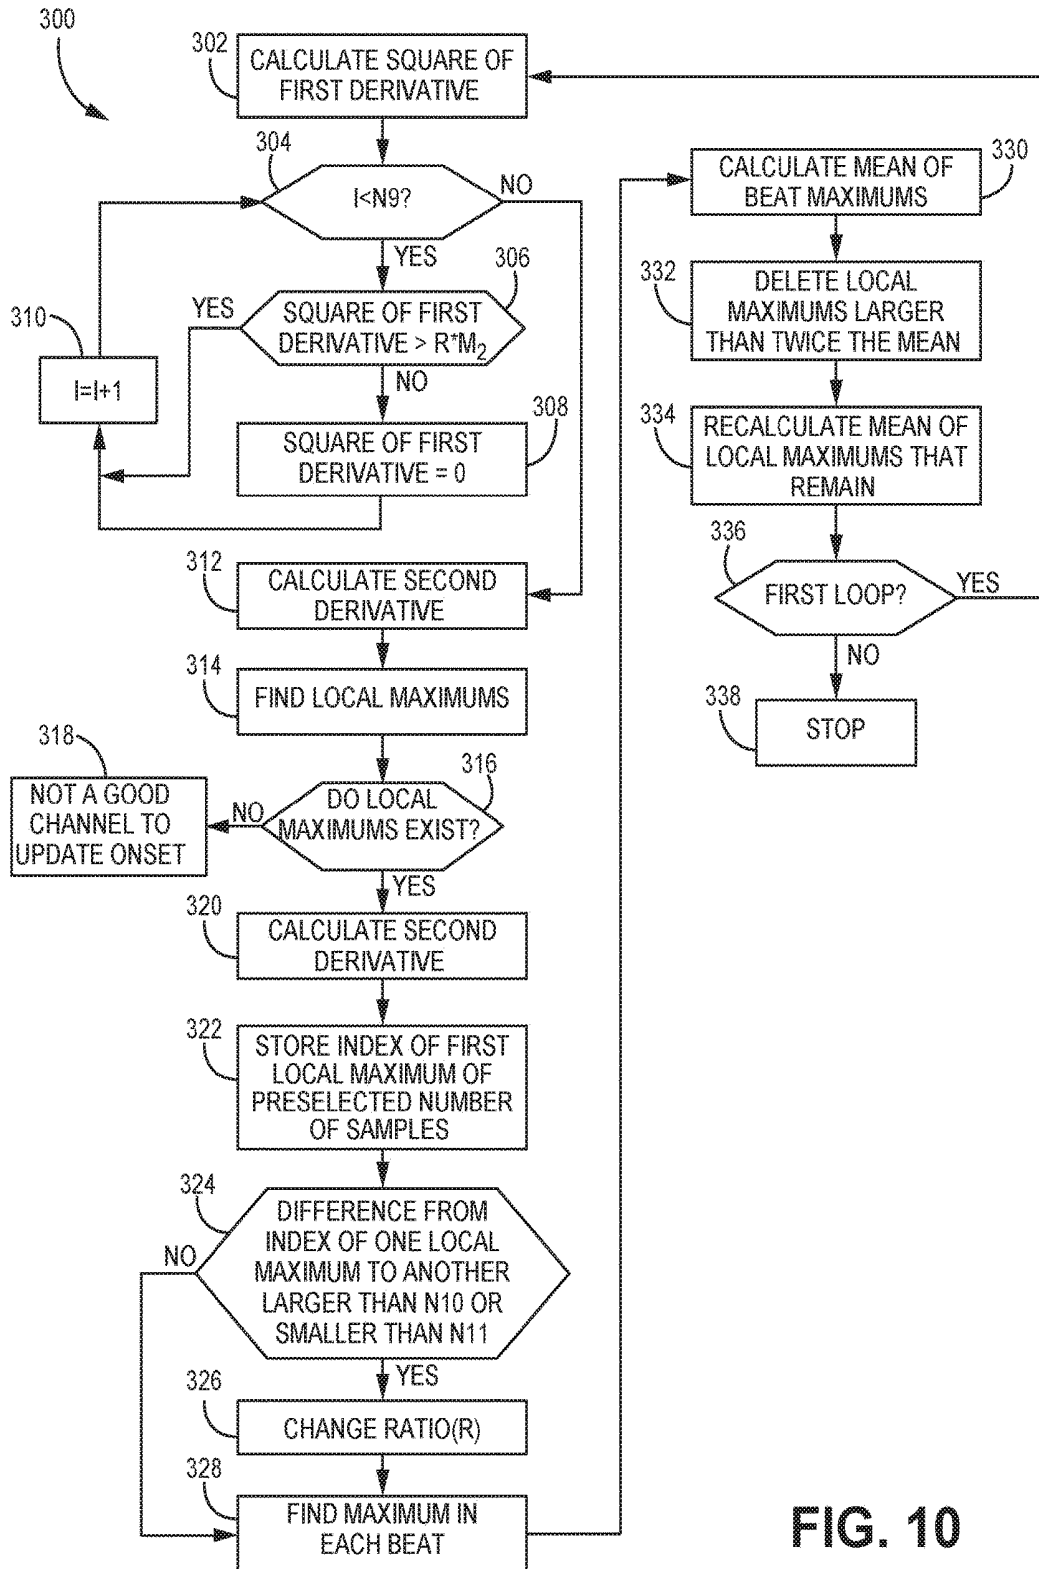 300
302
CALCULATE SQUARE OF
FIRST DERIVATIVE
304
I<N9?
NO
YES
306
YES
SQUARE OF FIRST
DERIVATIVE > R*M2
310
I=I+1
NO
308
SQUARE OF FIRST
DERIVATIVE = 0
312
CALCULATE SECOND
DERIVATIVE
314
FIND LOCAL MAXIMUMS
318
NOT A GOOD
CHANNEL TO
UPDATE ONSET
NO
316
DO LOCAL
MAXIMUMS EXIST?
YES
320
CALCULATE SECOND
DERIVATIVE
322
STORE INDEX OF FIRST
LOCAL MAXIMUM OF
PRESELECTED NUMBER
OF SAMPLES
324
NO
DIFFERENCE FROM
INDEX OF ONE LOCAL
MAXIMUM TO ANOTHER
LARGER THAN N10 OR
SMALLER THAN N11
YES
326
CHANGE RATIO(R)
328
FIND MAXIMUM IN
EACH BEAT
330
CALCULATE MEAN OF
BEAT MAXIMUMS
332
DELETE LOCAL
MAXIMUMS LARGER
THAN TWICE THE MEAN
334
RECALCULATE MEAN OF
LOCAL MAXIMUMS THAT
REMAIN
336
FIRST LOOP?
YES
NO
338
STOP
FIG. 10